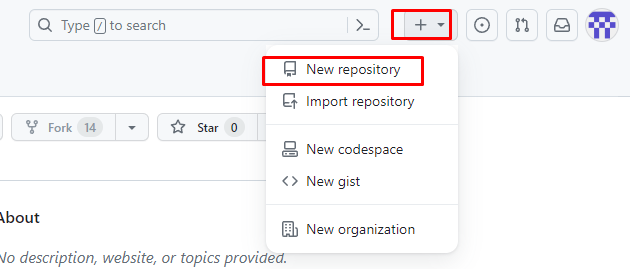 Type / to search
New repository
Import repository
Fork 14
Star 0
New codespace
New gist
About
New organization
No description, website, or topics provided.